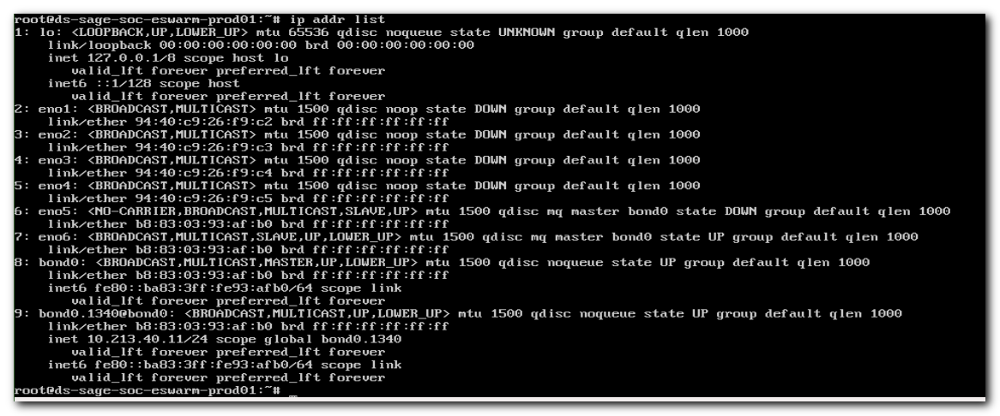 root@ds-sage-soc-eswarm-prod01:~# ip addr list
1: lo: <LOOPBACK,UP,LOWER_UP> mtu 65536 qdisc noqueue state UNKNOWN group default qlen 1000
    link/loopback 00:00:00:00:00:00 brd 00:00:00:00:00:00
    inet 127.0.0.1/8 scope host lo
       valid_lft forever preferred_lft forever
    inet6 ::1/128 scope host
       valid_lft forever preferred_lft forever
2: eno1: <BROADCAST,MULTICAST> mtu 1500 qdisc noop state DOWN group default qlen 1000
    link/ether 94:40:c9:26:f9:c2 brd ff:ff:ff:ff:ff:ff
3: eno2: <BROADCAST,MULTICAST> mtu 1500 qdisc noop state DOWN group default qlen 1000
    link/ether 94:40:c9:26:f9:c3 brd ff:ff:ff:ff:ff:ff
4: eno3: <BROADCAST,MULTICAST> mtu 1500 qdisc noop state DOWN group default qlen 1000
    link/ether 94:40:c9:26:f9:c4 brd ff:ff:ff:ff:ff:ff
5: eno4: <BROADCAST,MULTICAST> mtu 1500 qdisc noop state DOWN group default qlen 1000
    link/ether 94:40:c9:26:f9:c5 brd ff:ff:ff:ff:ff:ff
6: eno5: <NO-CARRIER,BROADCAST,MULTICAST,SLAVE,UP> mtu 1500 qdisc mq master bond0 state DOWN group default qlen 1000
    link/ether b8:83:03:93:af:b0 brd ff:ff:ff:ff:ff:ff
7: eno6: <BROADCAST,MULTICAST,SLAVE,UP,LOWER_UP> mtu 1500 qdisc mq master bond0 state UP group default qlen 1000
    link/ether b8:83:03:93:af:b0 brd ff:ff:ff:ff:ff:ff
8: bond0: <BROADCAST,MULTICAST,MASTER,UP,LOWER_UP> mtu 1500 qdisc noqueue state UP group default qlen 1000
    link/ether b8:83:03:93:af:b0 brd ff:ff:ff:ff:ff:ff
    inet6 fe80::ba83:3ff:fe93:afb0/64 scope link
       valid_lft forever preferred_lft forever
9: bond0.1340@bond0: <BROADCAST,MULTICAST,UP,LOWER_UP> mtu 1500 qdisc noqueue state UP group default qlen 1000
    link/ether b8:83:03:93:af:b0 brd ff:ff:ff:ff:ff:ff
    inet 10.213.40.11/24 scope global bond0.1340
       valid_lft forever preferred_lft forever
    inet6 fe80::ba83:3ff:fe93:afb0/64 scope link
       valid_lft forever preferred_lft forever
root@ds-sage-soc-eswarm-prod01:~# _